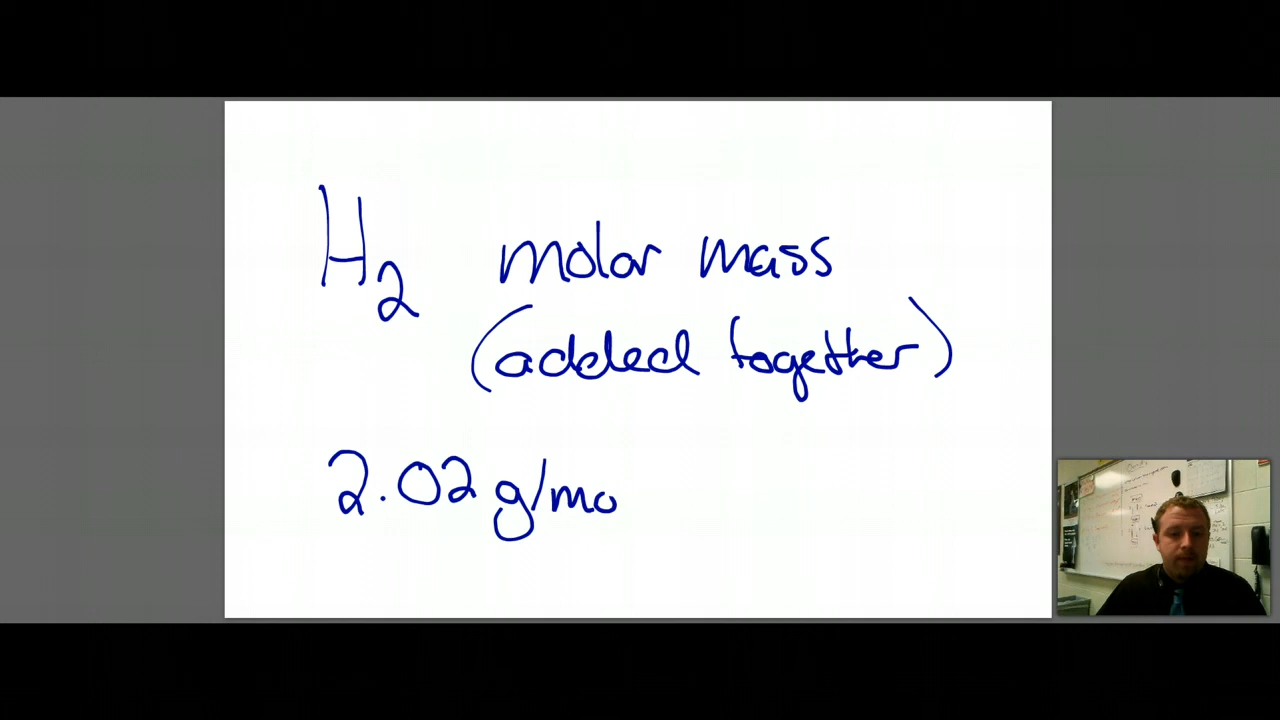 H₂ molar mass
(added together)
2.02 g/mo